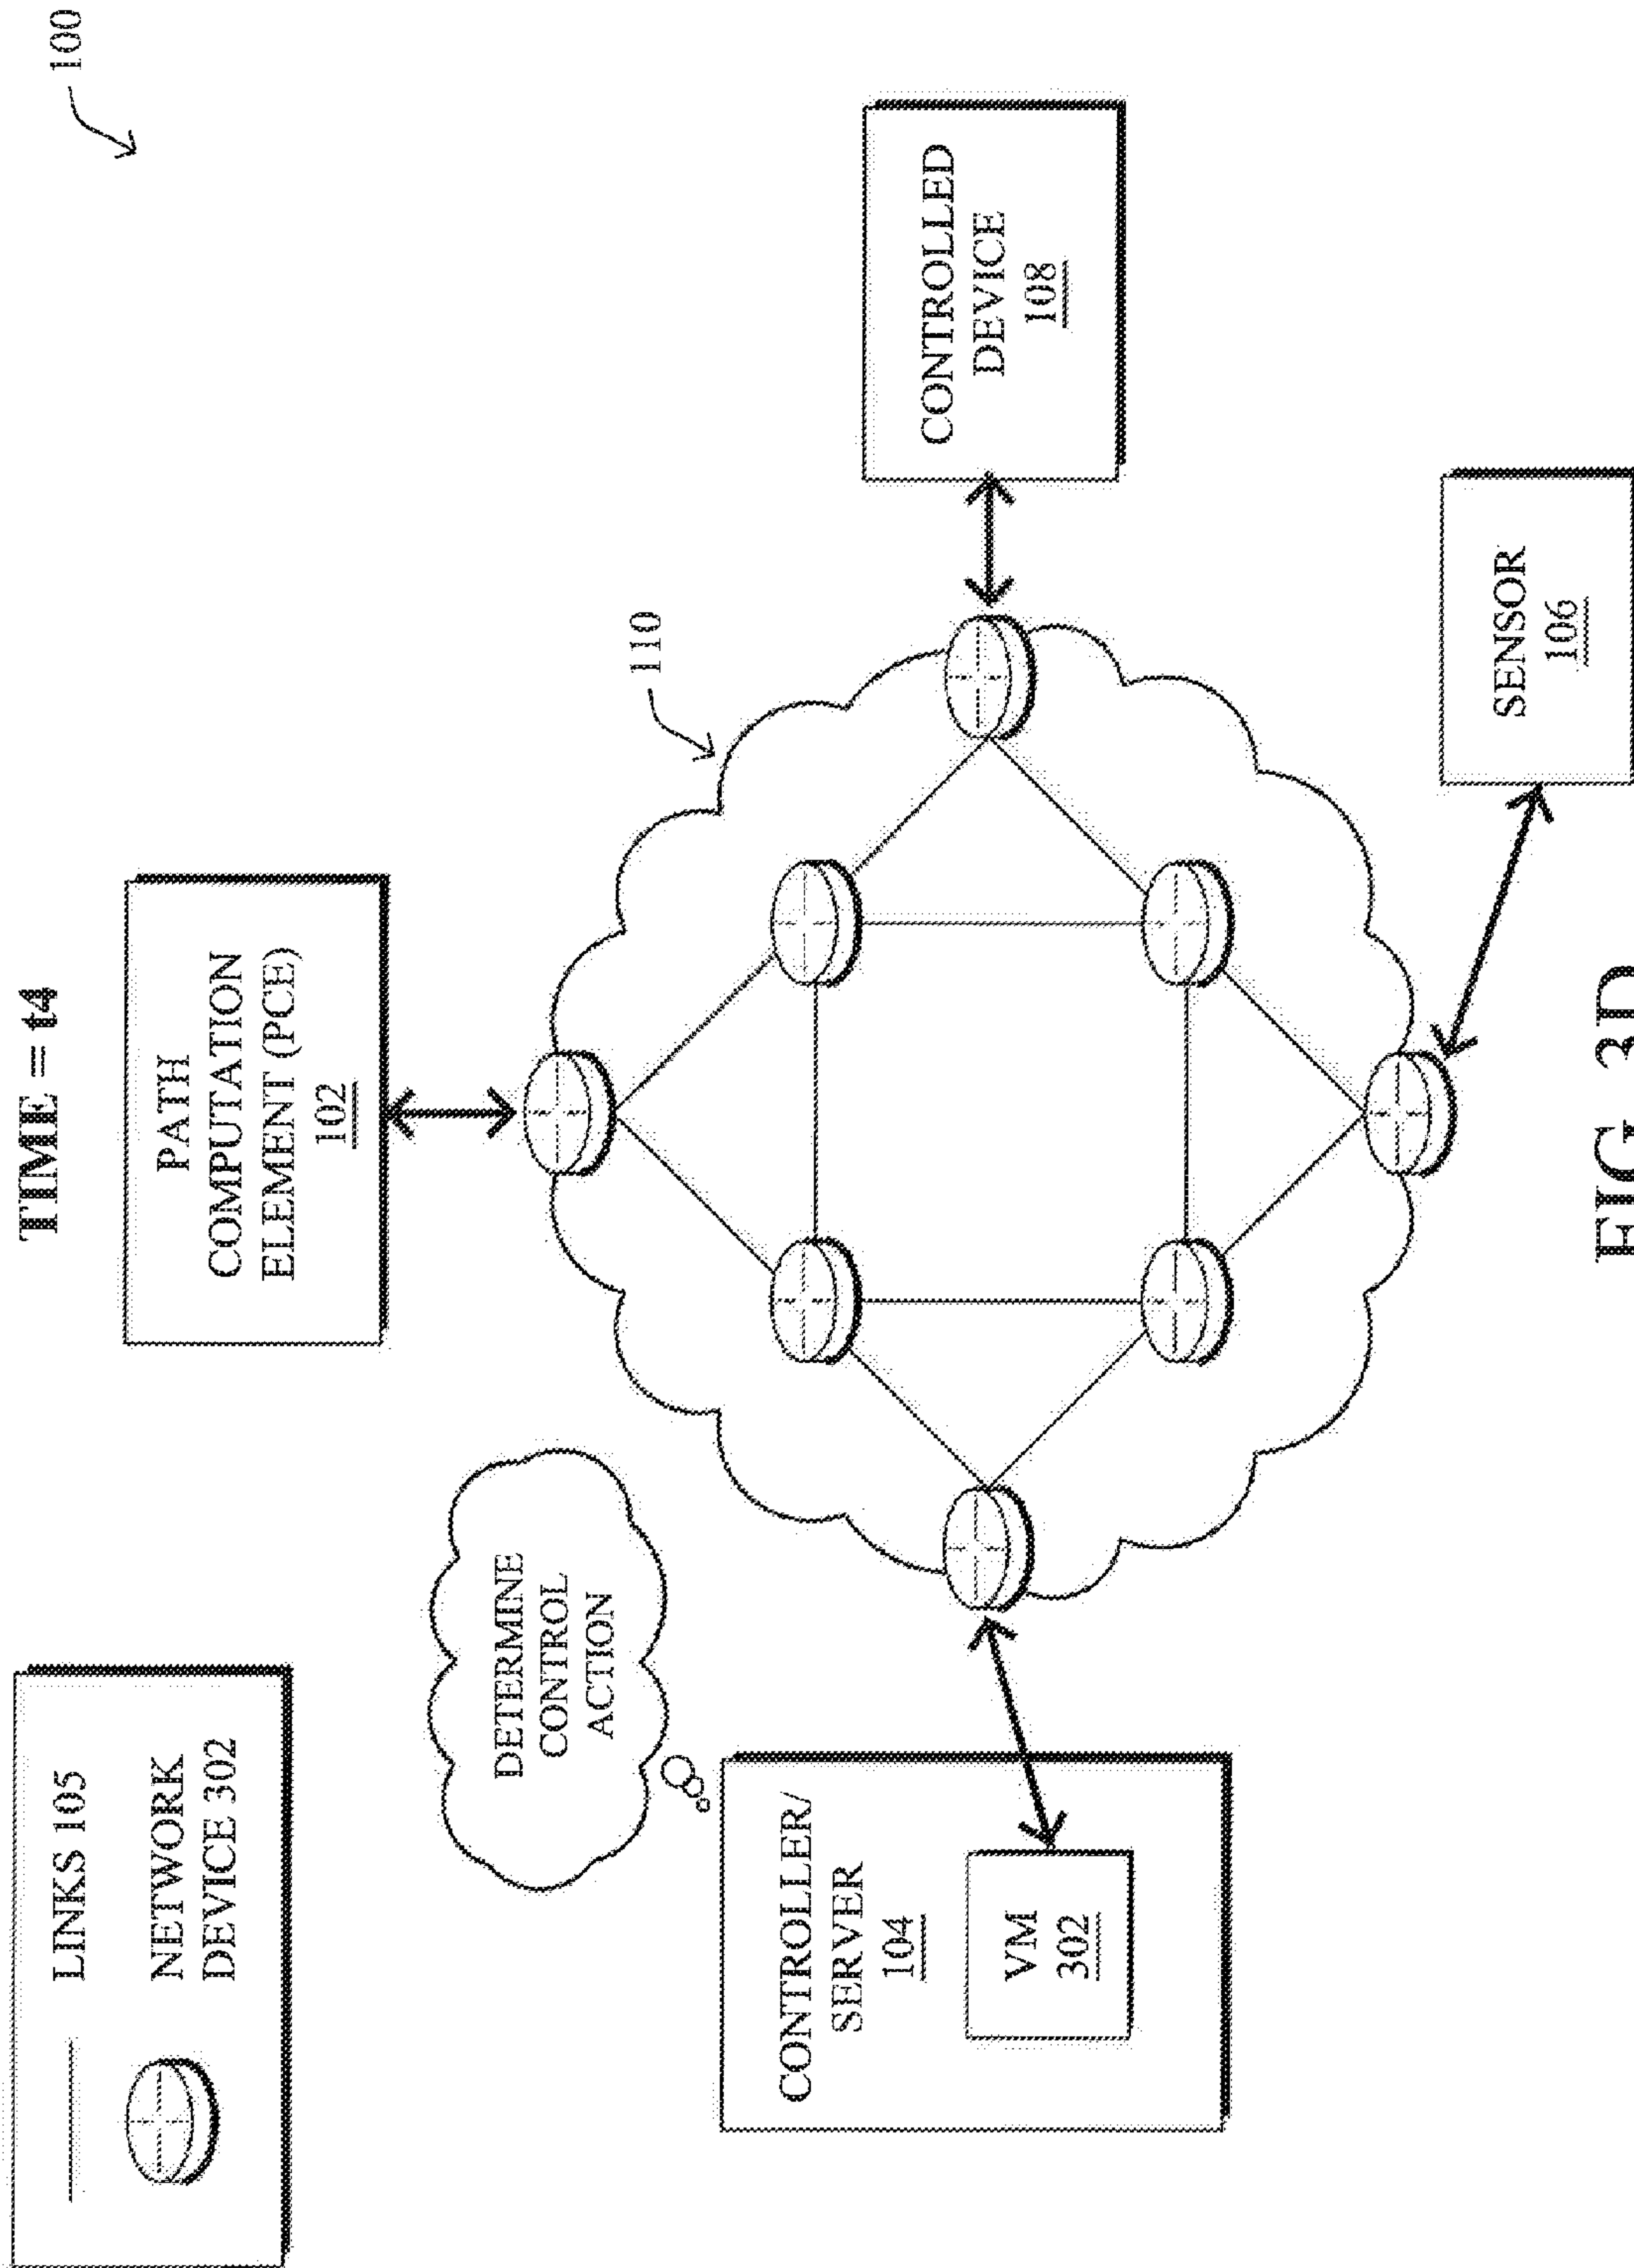 TIME = t4
100
LINKS 105
NETWORK
DEVICE 302
PATH
COMPUTATION
ELEMENT (PCE)
102
110
DETERMINE
CONTROL
ACTION
CONTROLLER/
SERVER
104
VM
302
CONTROLLED
DEVICE
108
SENSOR
106
FIG. 3D